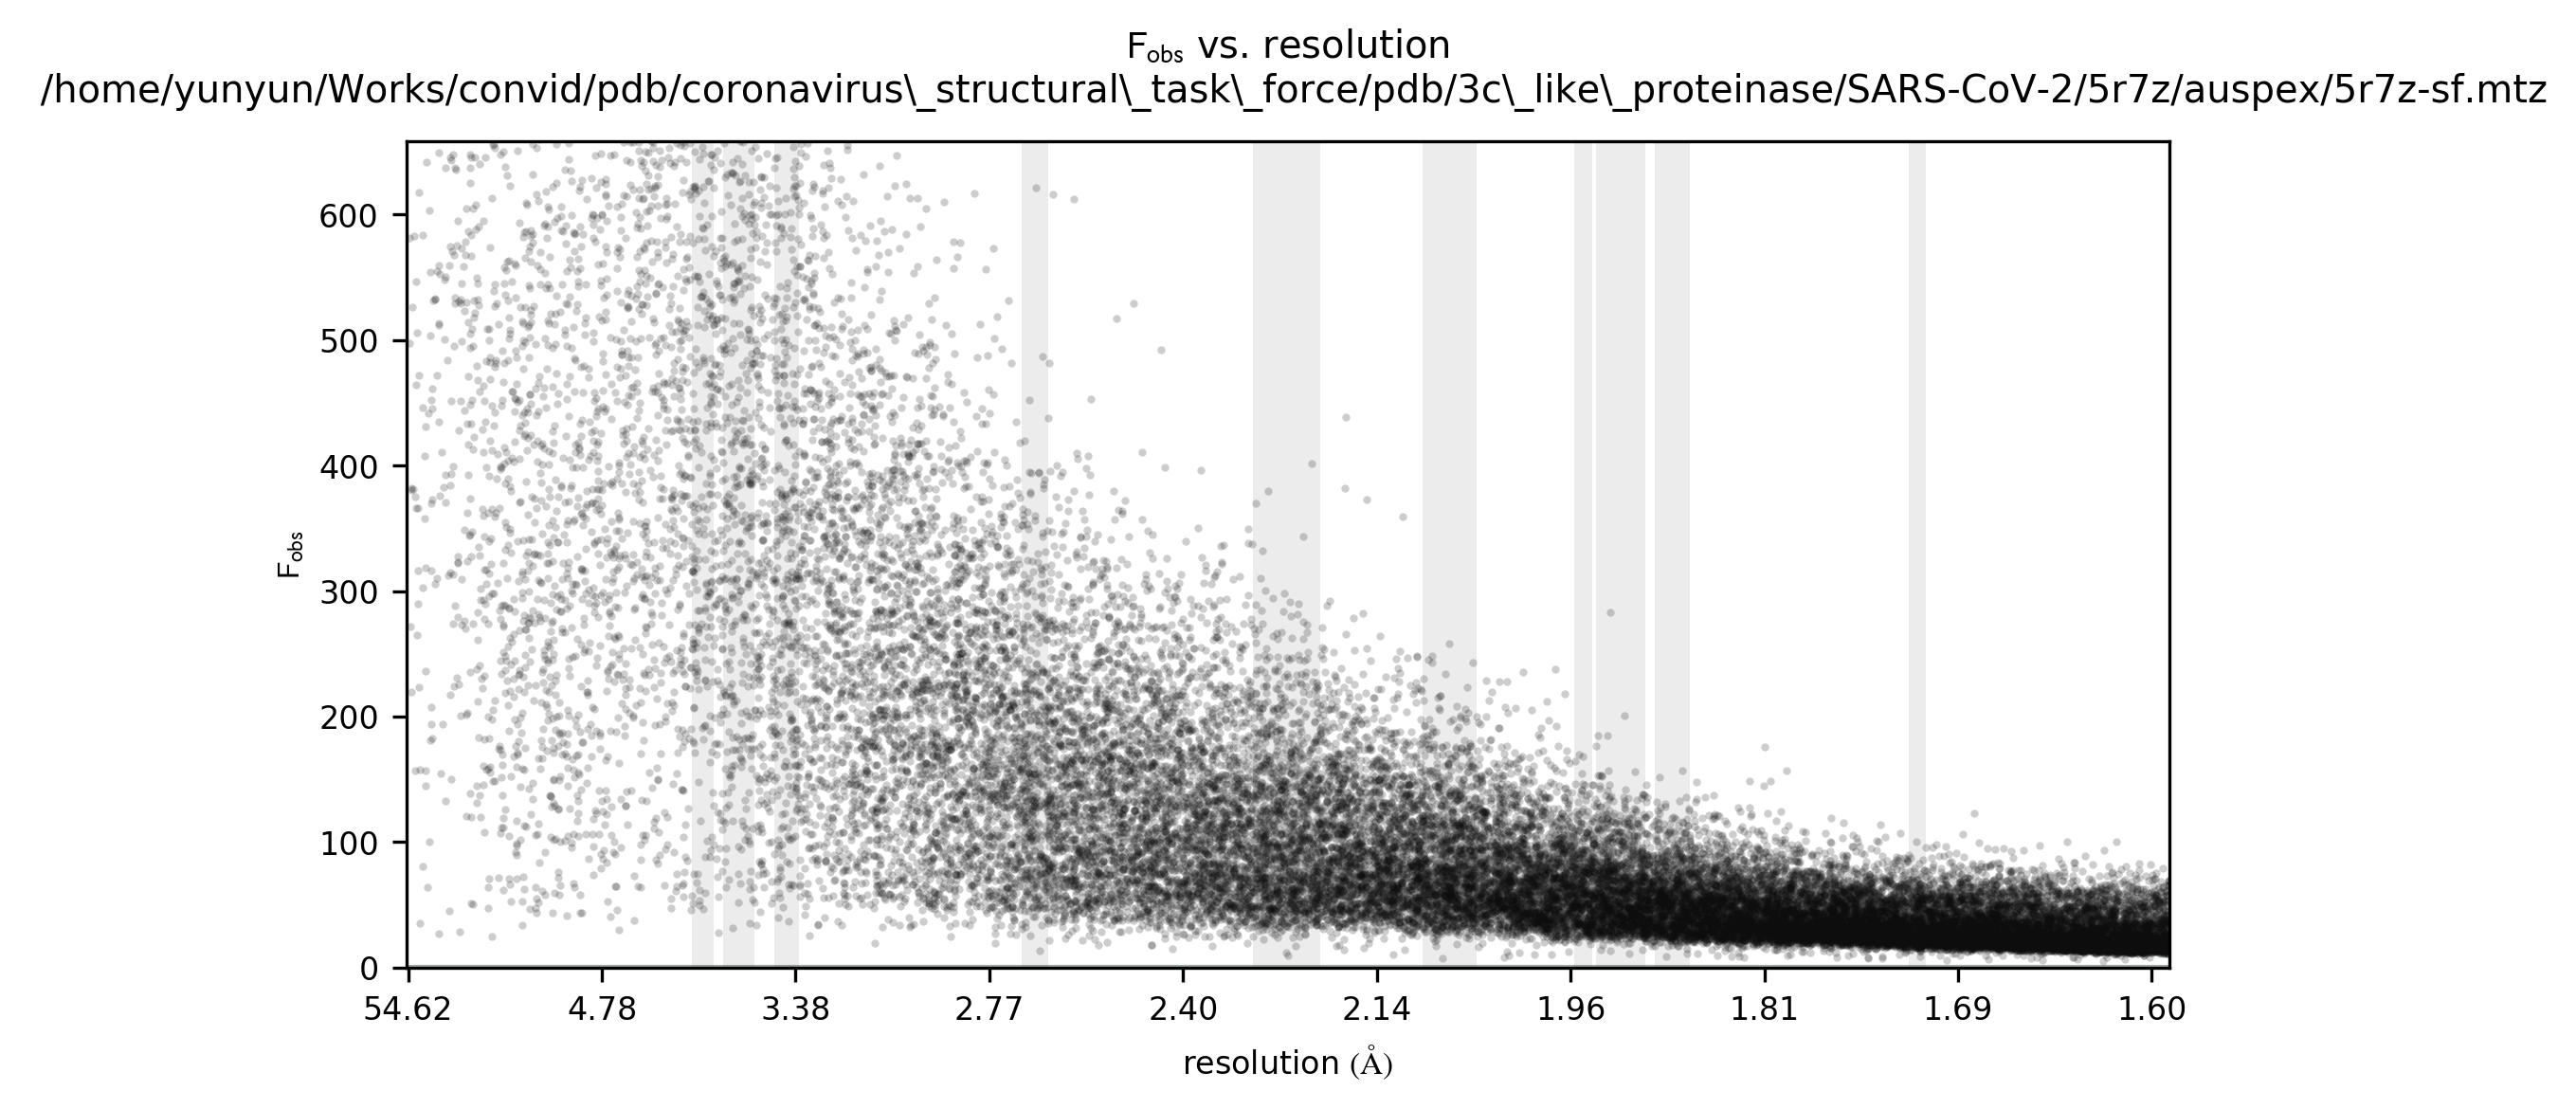 Fobs vs. resolution
/home/yunyun/Works/convid/pdb/coronavirus\_structural\_task\_force/pdb/3c\_like\_proteinase/SARS-CoV-2/5r7z/auspex/5r7z-sf.mtz
600
500
400
300
200
100
0
Fobs
54.62 4.78 3.38 2.77 2.40 2.14 1.96 1.81 1.69 1.60
resolution (Å)